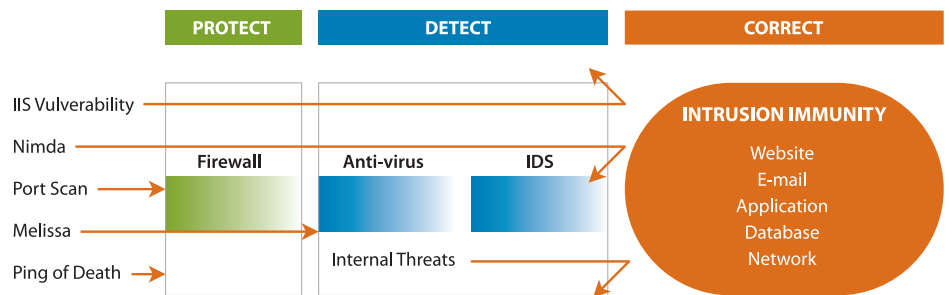 PROTECT
DETECT
CORRECT
IIS Vulverability
Nimda
Port Scan
Melissa
Ping of Death
Firewall
Anti-virus
IDS
Internal Threats
INTRUSION IMMUNITY
Website
E-mail
Application
Database
Network